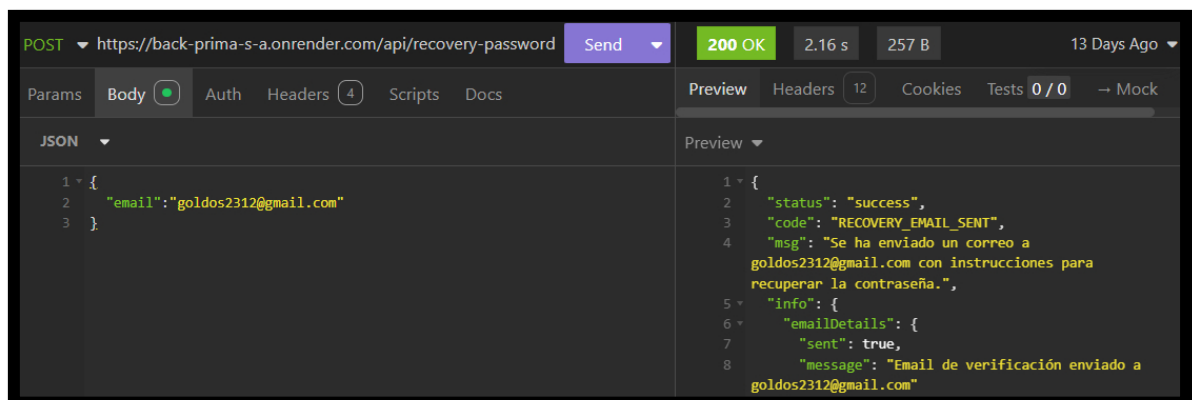 POST https://back-prima-s-a.onrender.com/api/recovery-password Send 200 OK 2.16 s 257 B 13 Days Ago
Params Body Auth Headers 4 Scripts Docs
Preview Headers 12 Cookies Tests 0 / 0 → Mock
JSON
Preview
1 {
2 "email":"goldos2312@gmail.com"
3 }
1 {
2 "status": "success",
3 "code": "RECOVERY_EMAIL_SENT",
4 "msg": "Se ha enviado un correo a
goldos2312@gmail.com con instrucciones para
recuperar la contraseña.",
5 "info": {
6 "emailDetails": {
7 "sent": true,
8 "message": "Email de verificación enviado a
goldos2312@gmail.com"